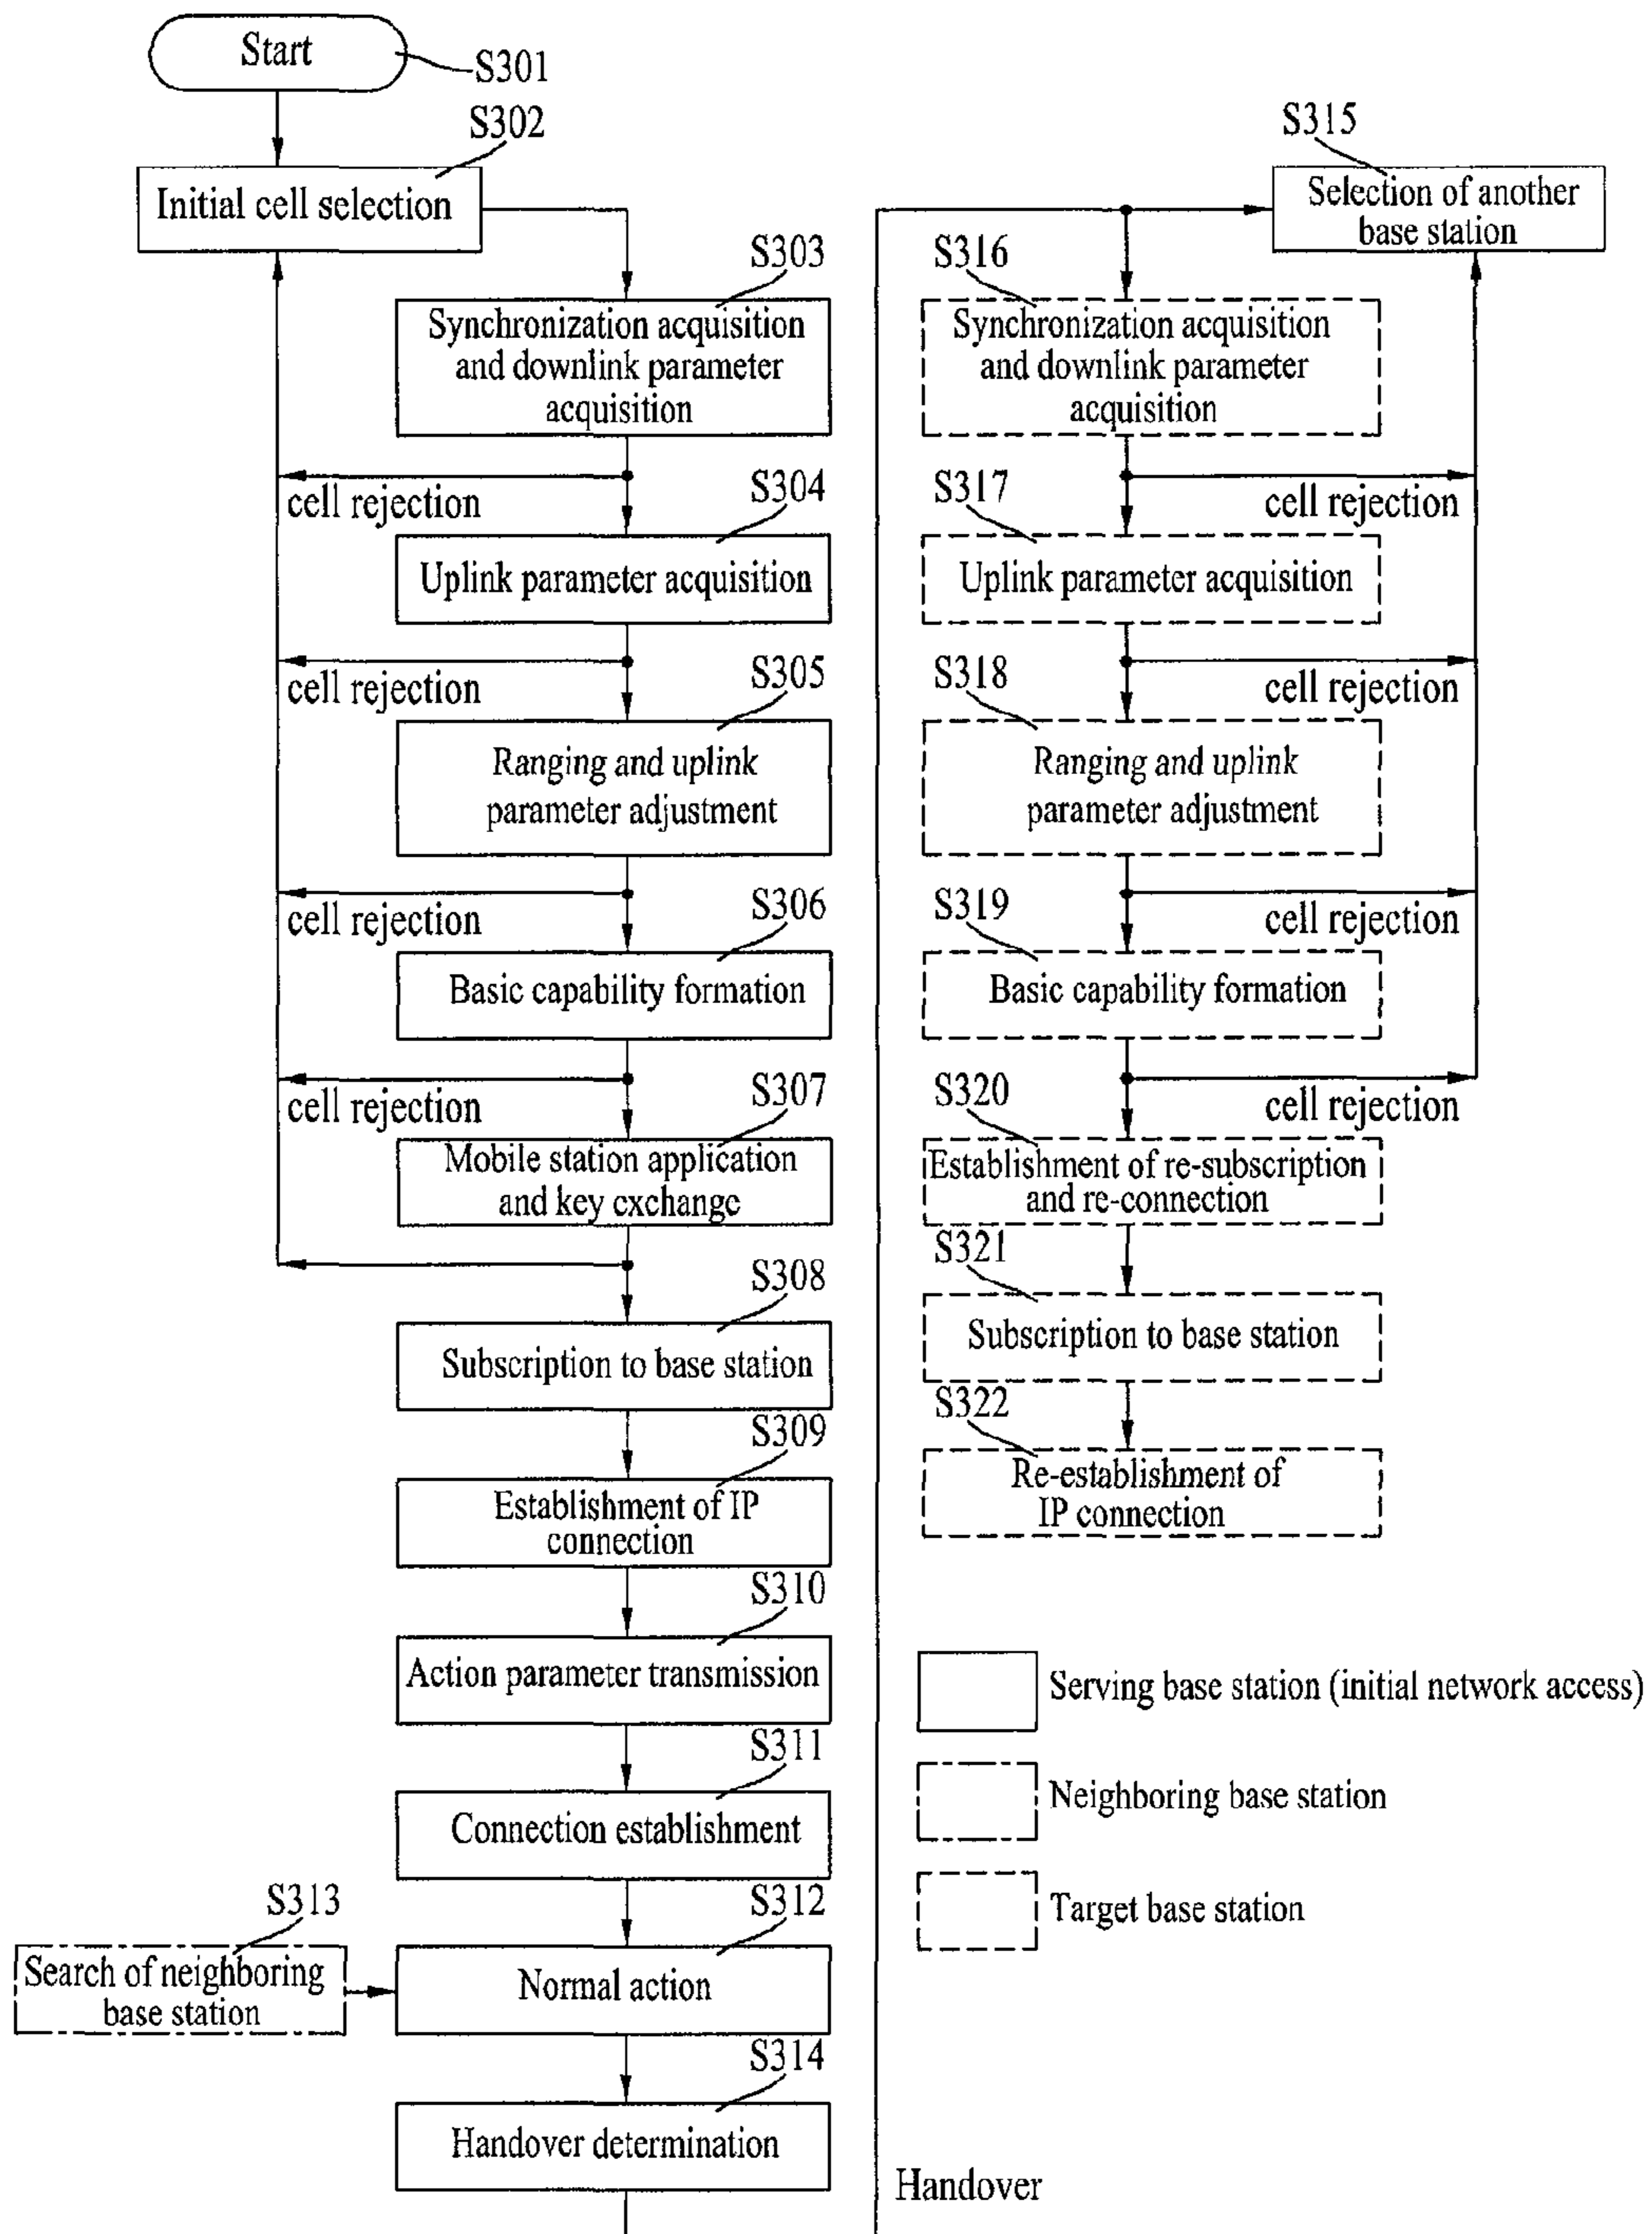 Start
S301
S302
Initial cell selection
S303
Synchronization acquisition
and downlink parameter
acquisition
cell rejection
S304
Uplink parameter acquisition
cell rejection
S305
Ranging and uplink
parameter adjustment
cell rejection
S306
Basic capability formation
cell rejection
S307
Mobile station application
and key exchange
S308
Subscription to base station
S309
Establishment of IP
connection
S310
Action parameter transmission
S311
Connection establishment
S313
Search of neighboring
base station
S312
Normal action
S314
Handover determination
Handover
S315
Selection of another
base station
S316
Synchronization acquisition
and downlink parameter
acquisition
cell rejection
S317
Uplink parameter acquisition
cell rejection
S318
Ranging and uplink
parameter adjustment
cell rejection
S319
Basic capability formation
cell rejection
S320
Establishment of re-subscription
and re-connection
S321
Subscription to base station
S322
Re-establishment of
IP connection
Serving base station (initial network access)
Neighboring base station
Target base station